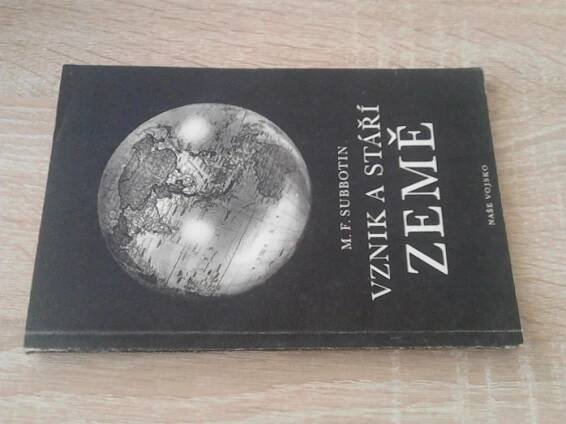 M. F. SUBBOTIN
VZNIK A STÁŘÍ
ZEMĚ
NAŠE VOJSKO